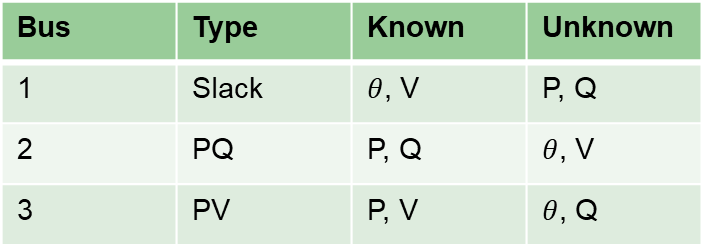 Bus Type Known Unknown
1 Slack 𝜃, V P, Q
2 PQ P, Q 𝜃, V
3 PV P, V 𝜃, Q